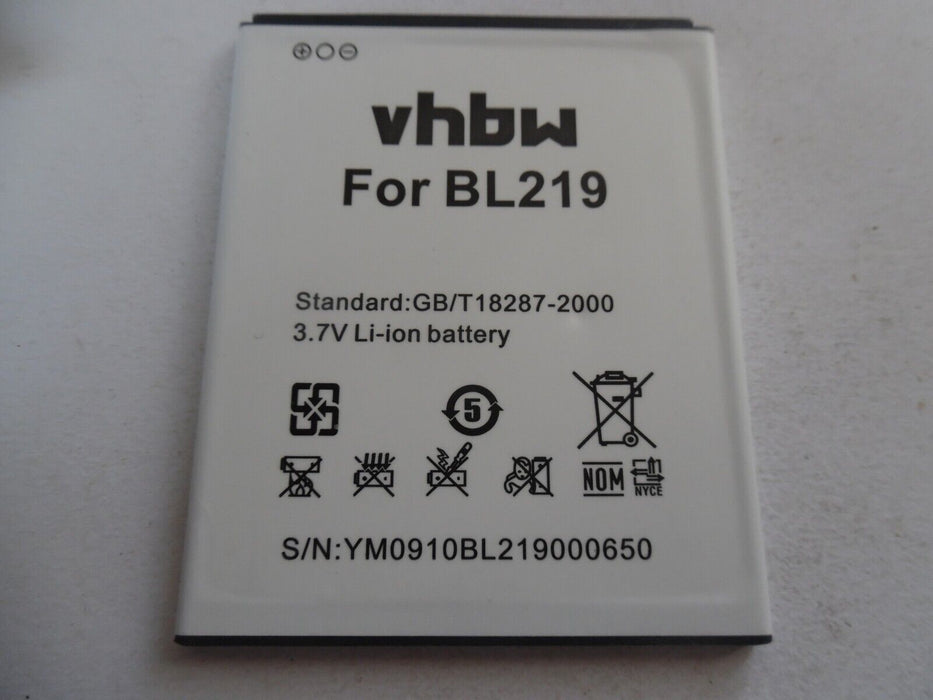 vhbw
For BL219
Standard:GB/T18287-2000
3.7V Li-ion battery
5
NOM NYCE
S/N:YM0910BL219000650